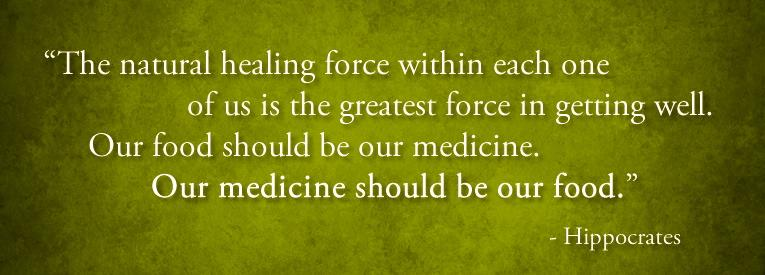 “The natural healing force within each one
of us is the greatest force in getting well.
Our food should be our medicine.
Our medicine should be our food.”
- Hippocrates